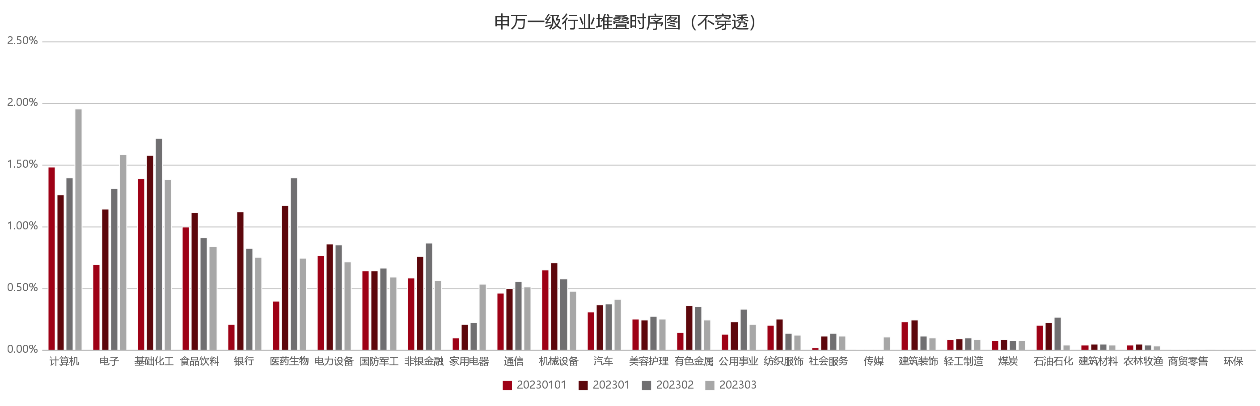 申万一级行业堆叠时序图（不穿透）
2.50%
2.00%
1.50%
1.00%
0.50%
0.00%
计算机 电子 基础化工 食品饮料 银行 医药生物 电力设备 国防军工 非银金融 家用电器 通信 机械设备 汽车 美容护理 有色金属 公用事业 纺织服饰 社会服务 传媒 建筑装饰 轻工制造 煤炭 石油石化 建筑材料 农林牧渔 商贸零售 环保
20230101 202301 202302 202303